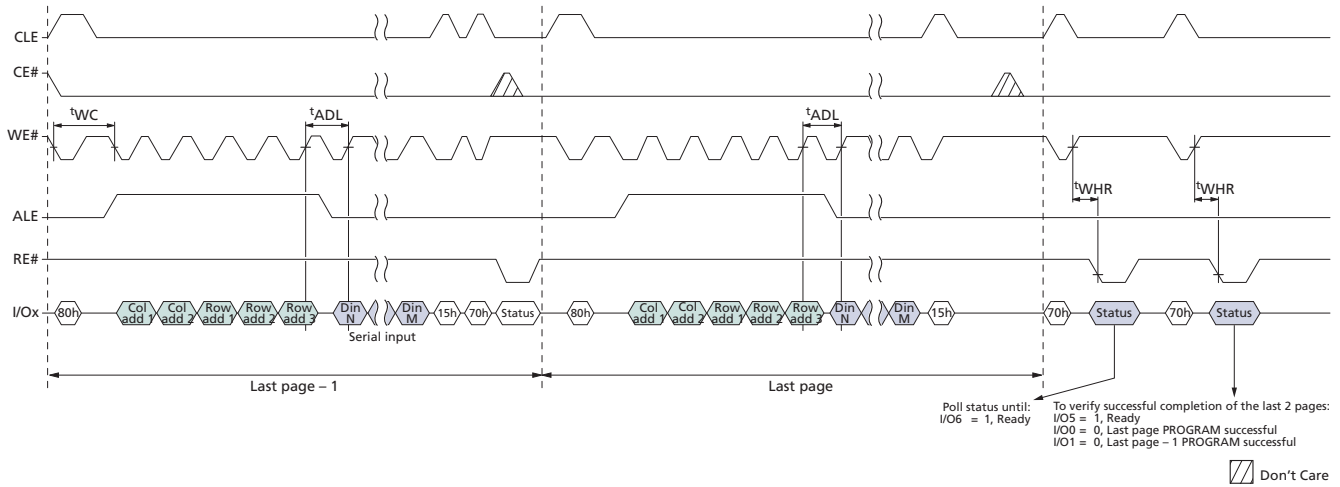 CLE
CE#
tWC
tADL
tADL
WE#
tWHR
tWHR
ALE
RE#
I/Ox
80h
Col add 1
Col add 2
Row add 1
Row add 2
Row add 3
Din N
Din M
15h
70h
Status
80h
Col add 1
Col add 2
Row add 1
Row add 2
Row add 3
Din N
Din M
15h
70h
Status
70h
Status
Serial input
Last page – 1
Last page
Poll status until:
I/O6 = 1, Ready
To verify successful completion of the last 2 pages:
I/O5 = 1, Ready
I/O0 = 0, Last page PROGRAM successful
I/O1 = 0, Last page – 1 PROGRAM successful
Don't Care